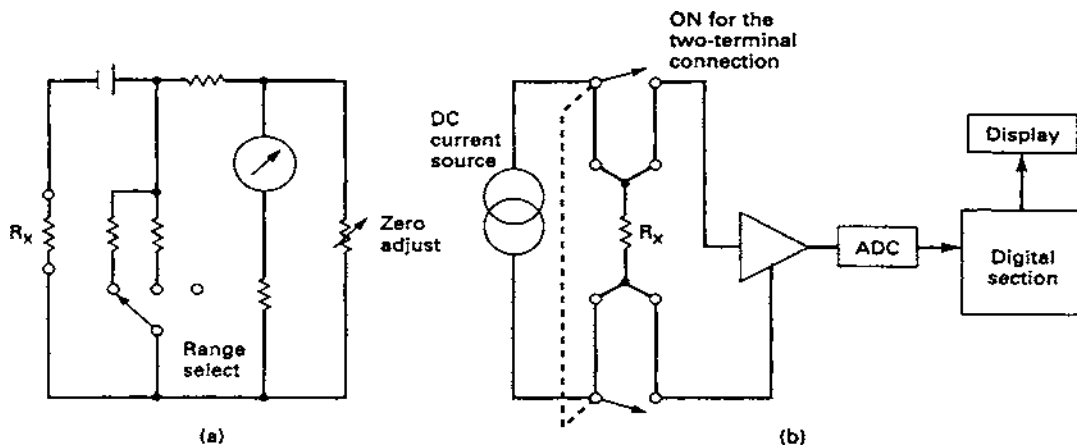 Rx
Range
select
Zero
adjust
(a)
ON for the
two-terminal
connection
DC
current
source
Rx
ADC
Display
Digital
section
(b)